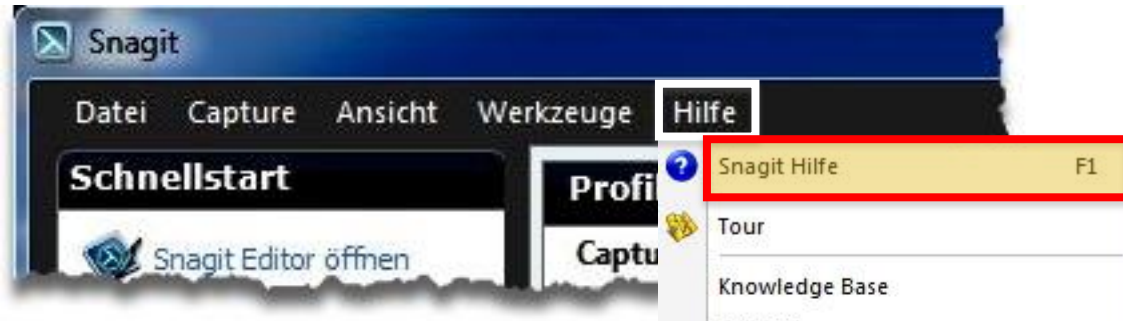 Snagit
Datei Capture Ansicht Werkzeuge Hilfe
Schnellstart
Snagit Editor öffnen
Snagit Hilfe F1
Tour
Knowledge Base